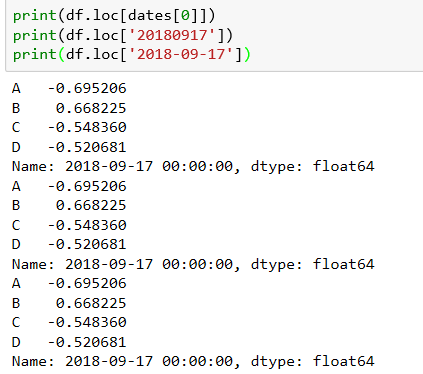 print(df.loc[dates[0]])
print(df.loc['20180917'])
print(df.loc['2018-09-17'])
A   -0.695206
B    0.668225
C   -0.548360
D   -0.520681
Name: 2018-09-17 00:00:00, dtype: float64
A   -0.695206
B    0.668225
C   -0.548360
D   -0.520681
Name: 2018-09-17 00:00:00, dtype: float64
A   -0.695206
B    0.668225
C   -0.548360
D   -0.520681
Name: 2018-09-17 00:00:00, dtype: float64